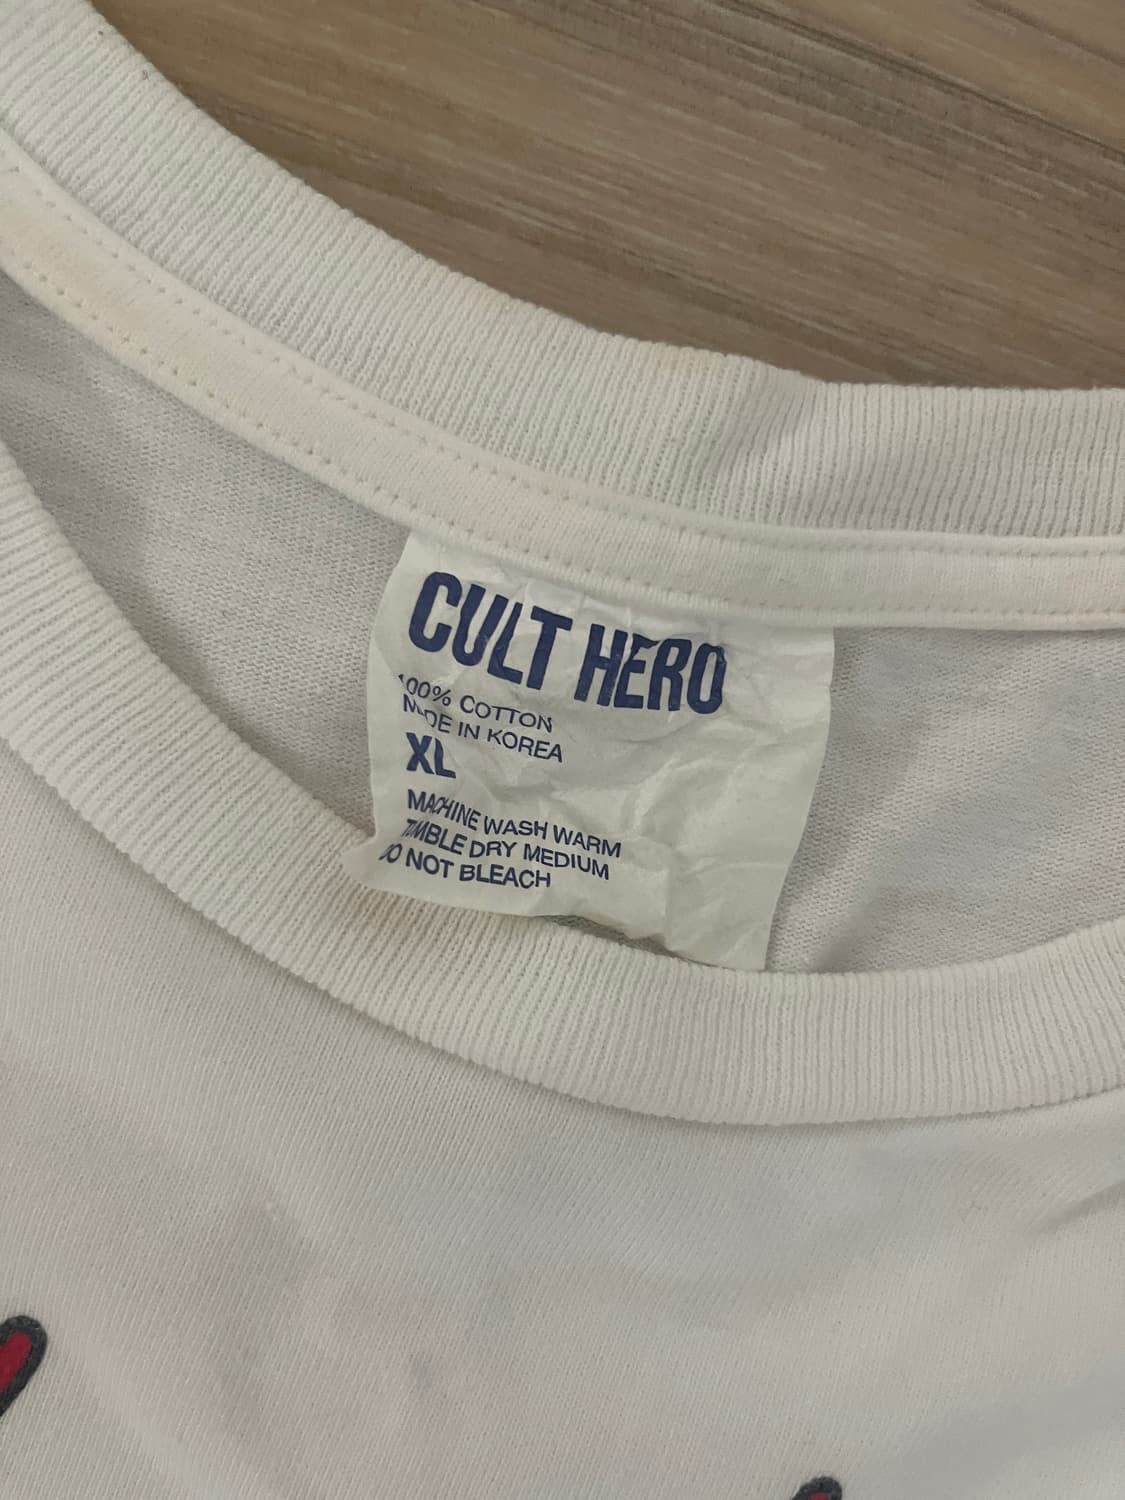 CULT HERO
100% COTTON
MADE IN KOREA
XL
MACHINE WASH WARM
TUMBLE DRY MEDIUM
DO NOT BLEACH